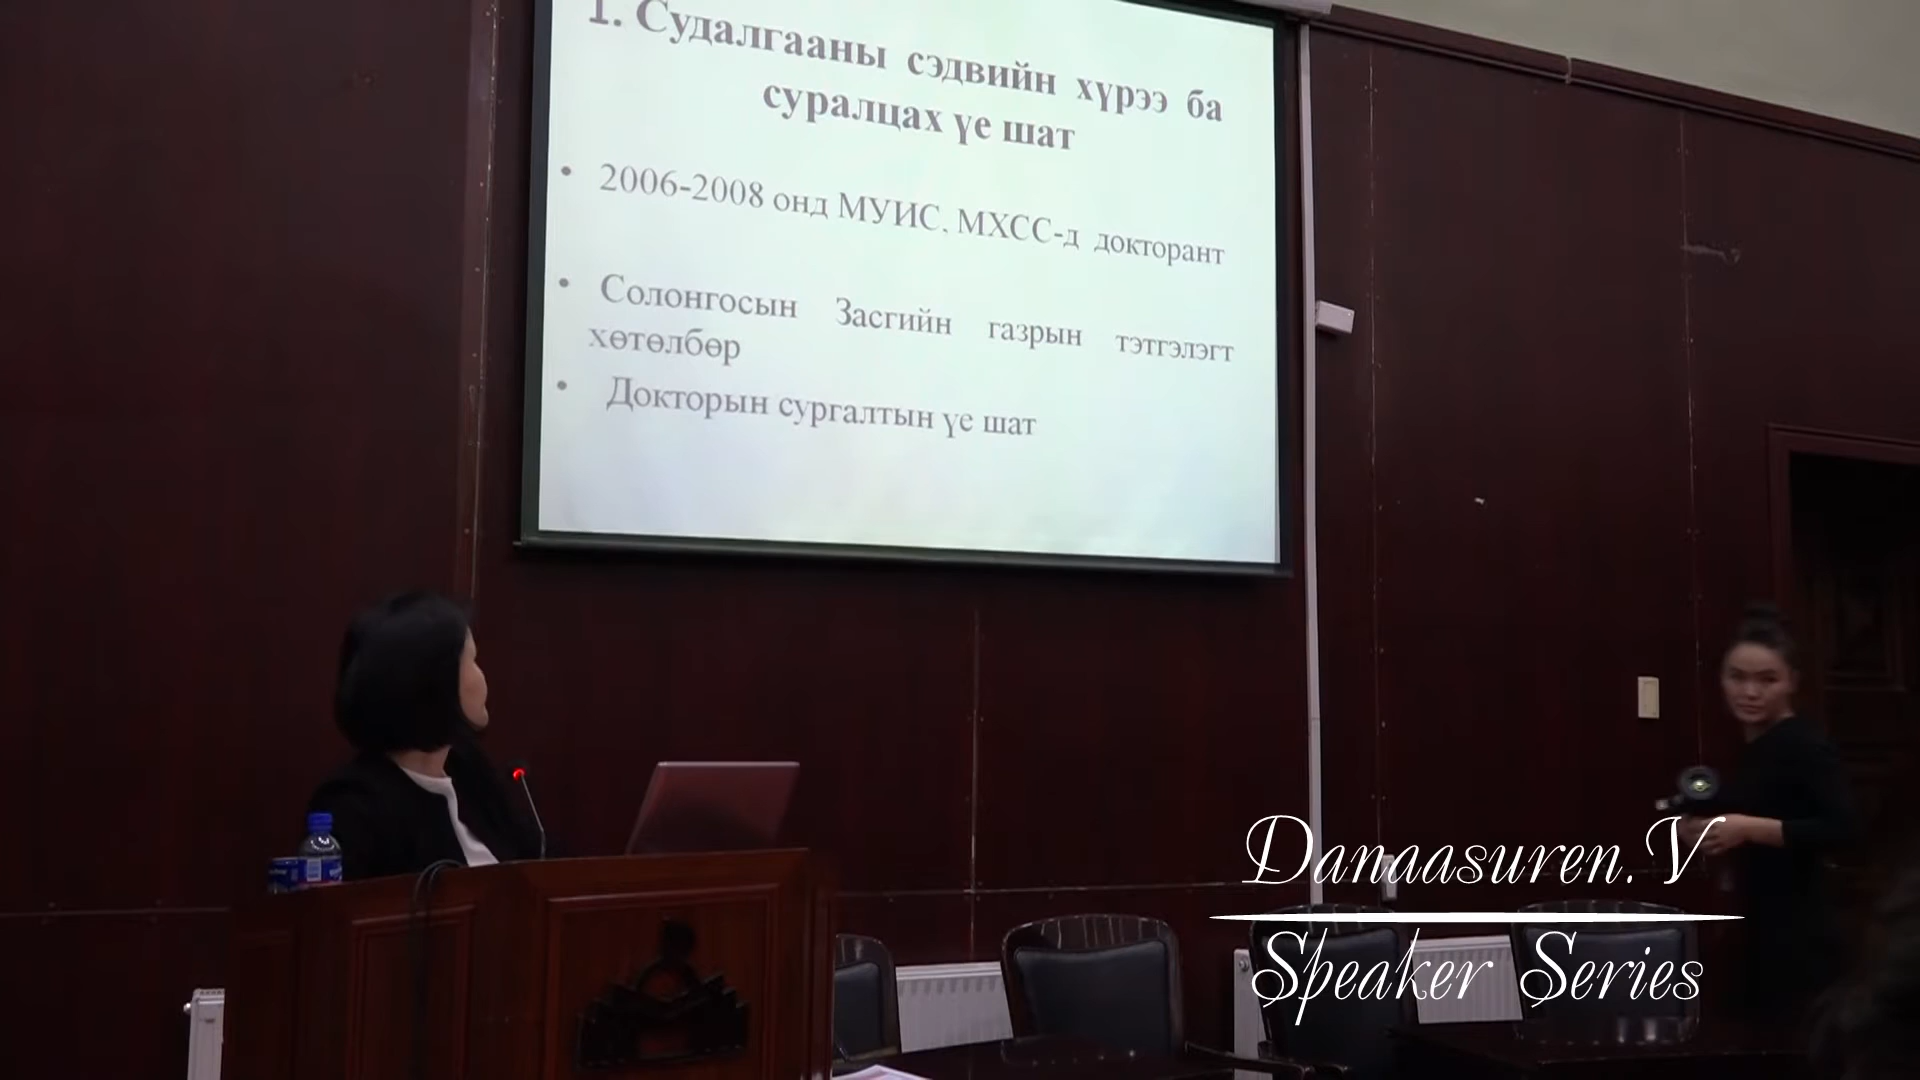 1. Судалгааны сэдвийн хүрээ ба
суралцах үе шат
• 2006-2008 онд МУИС, МХСС-д докторант
• Солонгосын Засгийн газрын тэтгэлэгт
хөтөлбөр
• Докторын сургалтын үе шат
Danaasuren.V
Speaker Series